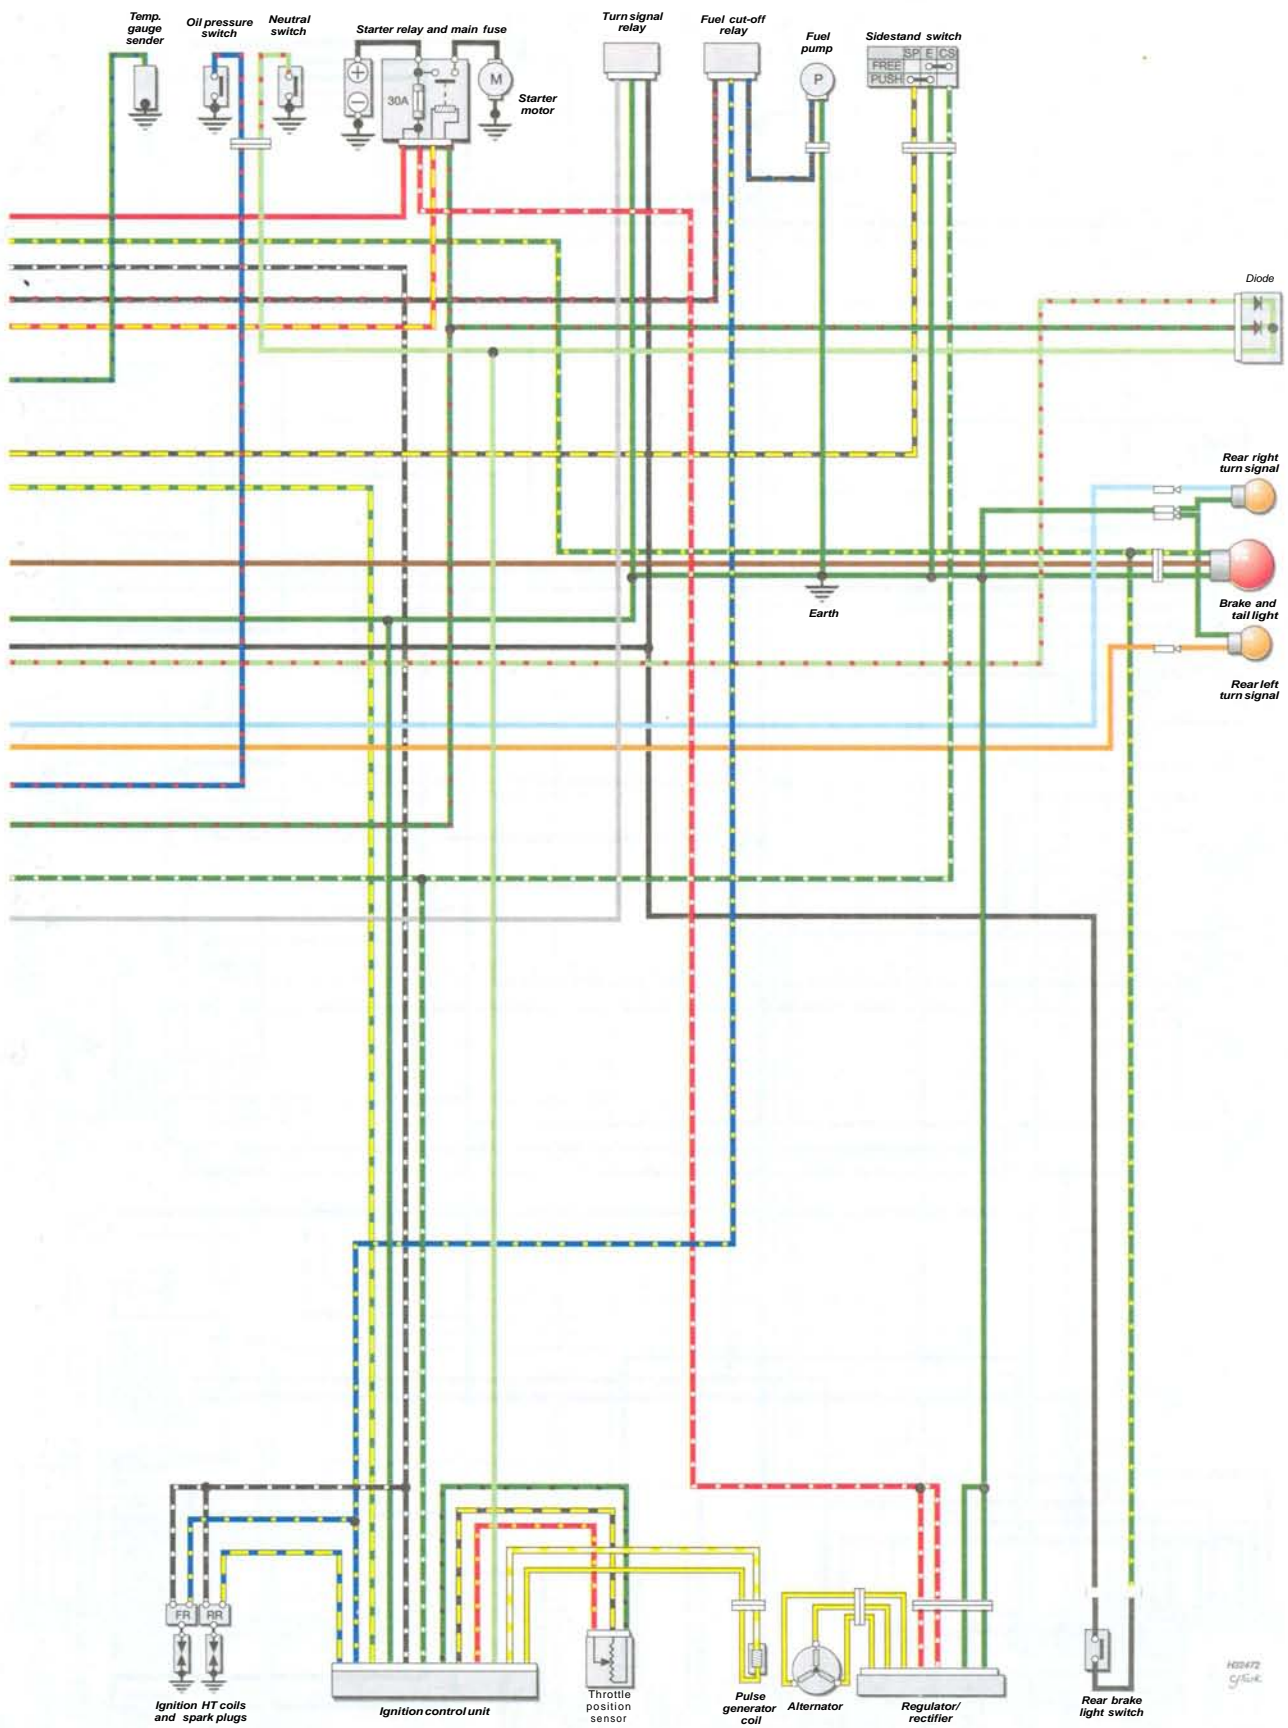 Temp.
gauge
sender
Oil pressure
switch
Neutral
switch
Starter relay and main fuse
30A
M
Starter
motor
Turn signal
relay
Fuel cut-off
relay
Fuel
pump
P
Sidestand switch
SP E CS
FREE
PUSH
Diode
Rear right
turn signal
Brake and
tail light
Rear left
turn signal
Earth
FR RR
Ignition HT coils
and spark plugs
Ignition control unit
Throttle
position
sensor
Pulse
generator
coil
Alternator
Regulator/
rectifier
Rear brake
light switch
H32472